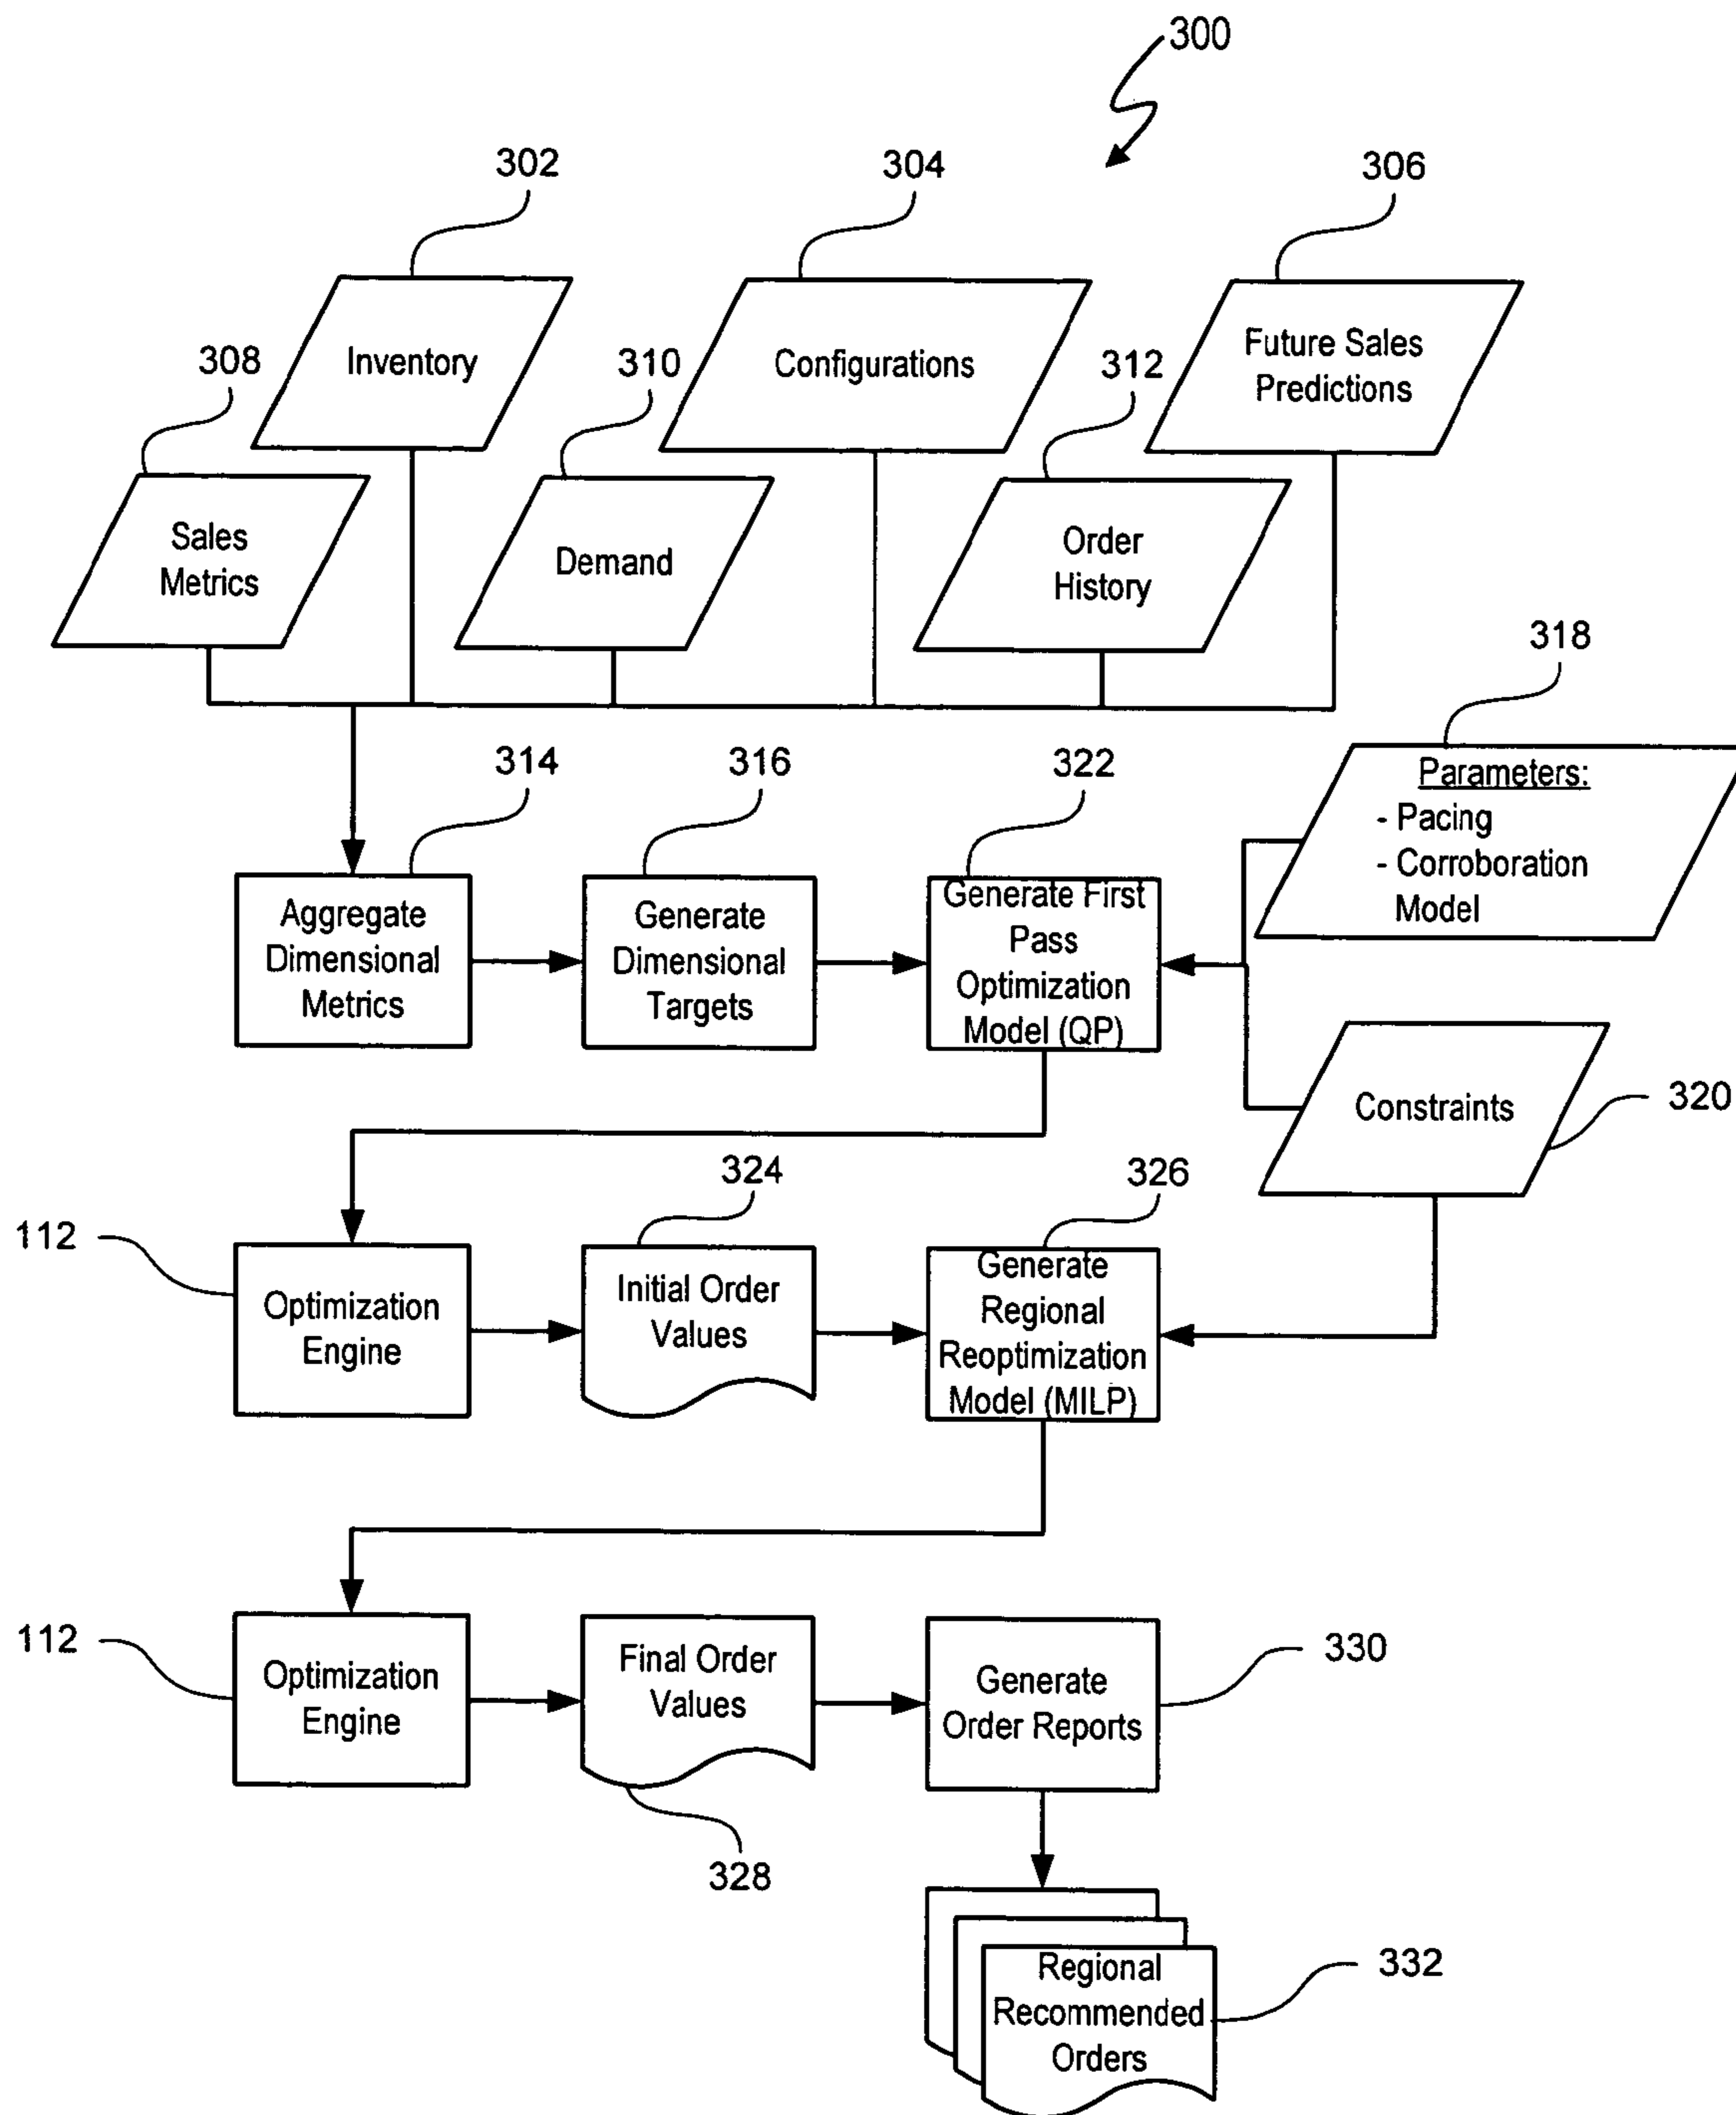 300
302
304
306
Inventory
Configurations
Future Sales
Predictions
308
310
312
Sales
Metrics
Demand
Order
History
318
Parameters:
- Pacing
- Corroboration
Model
314
316
322
Aggregate
Dimensional
Metrics
Generate
Dimensional
Targets
Generate First
Pass
Optimization
Model (QP)
Constraints
320
324
326
112
Optimization
Engine
Initial Order
Values
Generate
Regional
Reoptimization
Model (MILP)
112
Optimization
Engine
Final Order
Values
328
Generate
Order Reports
330
Regional
Recommended
Orders
332